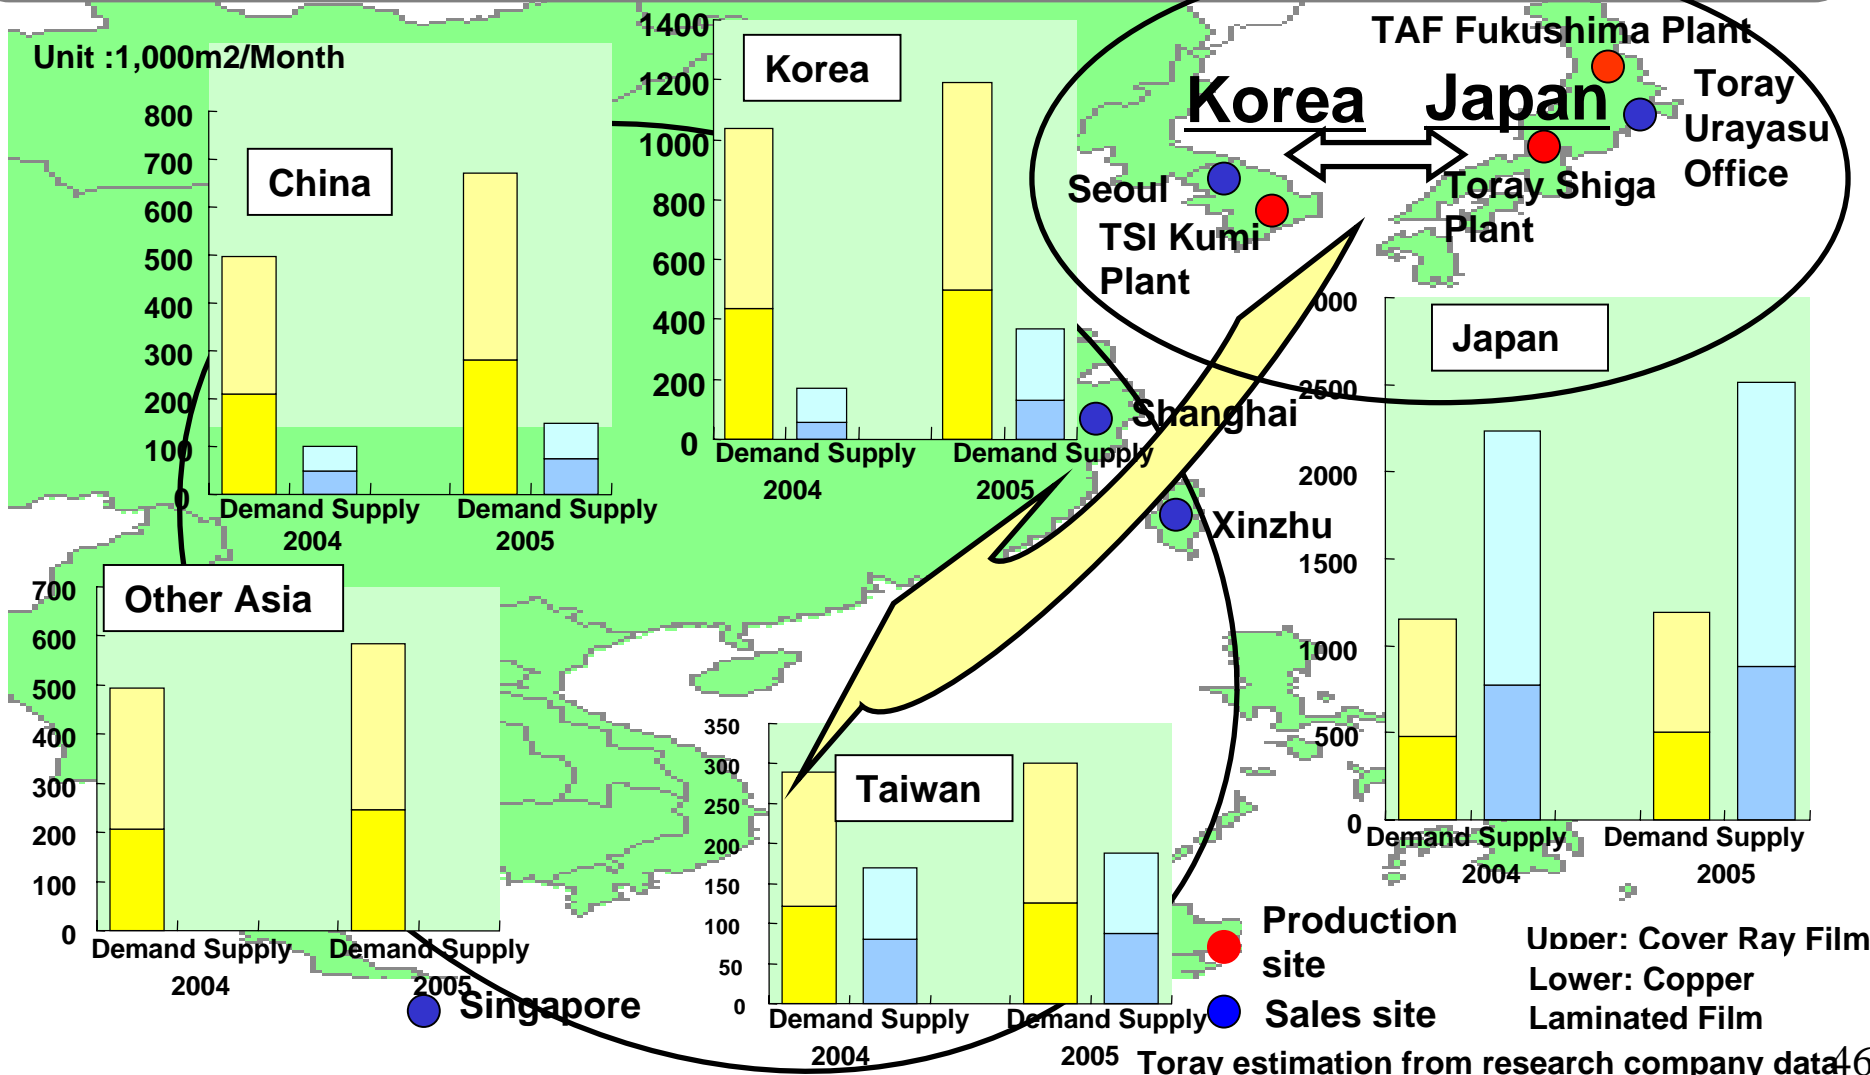 Unit :1,000m2/Month
China
800
700
600
500
400
300
200
100
0
Demand Supply
Demand Supply
2004
2005
Korea
1400
1200
1000
800
600
400
200
0
Demand Supply
Demand Supply
2004
2005
TAF Fukushima Plant
Korea
Japan
Toray
Urayasu
Office
Seoul
TSI Kumi
Plant
Toray Shiga
Plant
Shanghai
Xinzhu
Japan
000
2500
2000
1500
1000
500
0
Demand Supply
Demand Supply
2004
2005
Other Asia
700
600
500
400
300
200
100
0
Demand Supply
Demand Supply
2004
2005
Singapore
Taiwan
350
300
250
200
150
100
50
0
Demand Supply
Demand Supply
2004
2005
Production
site
Sales site
Upper: Cover Ray Film
Lower: Copper
Laminated Film
Toray estimation from research company data
46